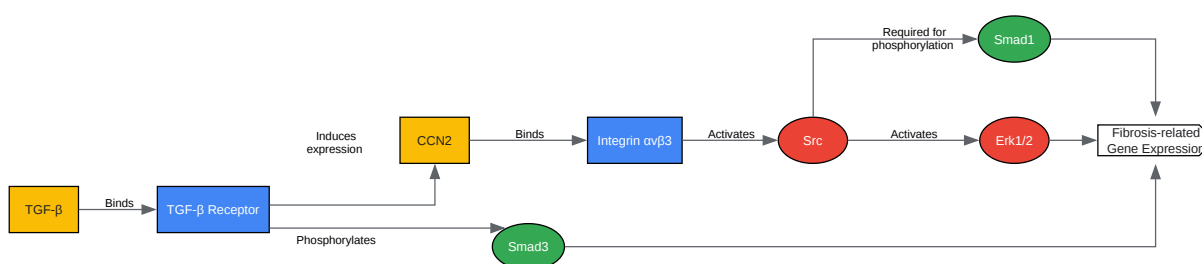 Required for
phosphorylation
Smad1
Induces
expression
CCN2
Binds
Integrin αvβ3
Activates
Src
Activates
Erk1/2
Fibrosis-related
Gene Expression
TGF-β
Binds
TGF-β Receptor
Phosphorylates
Smad3